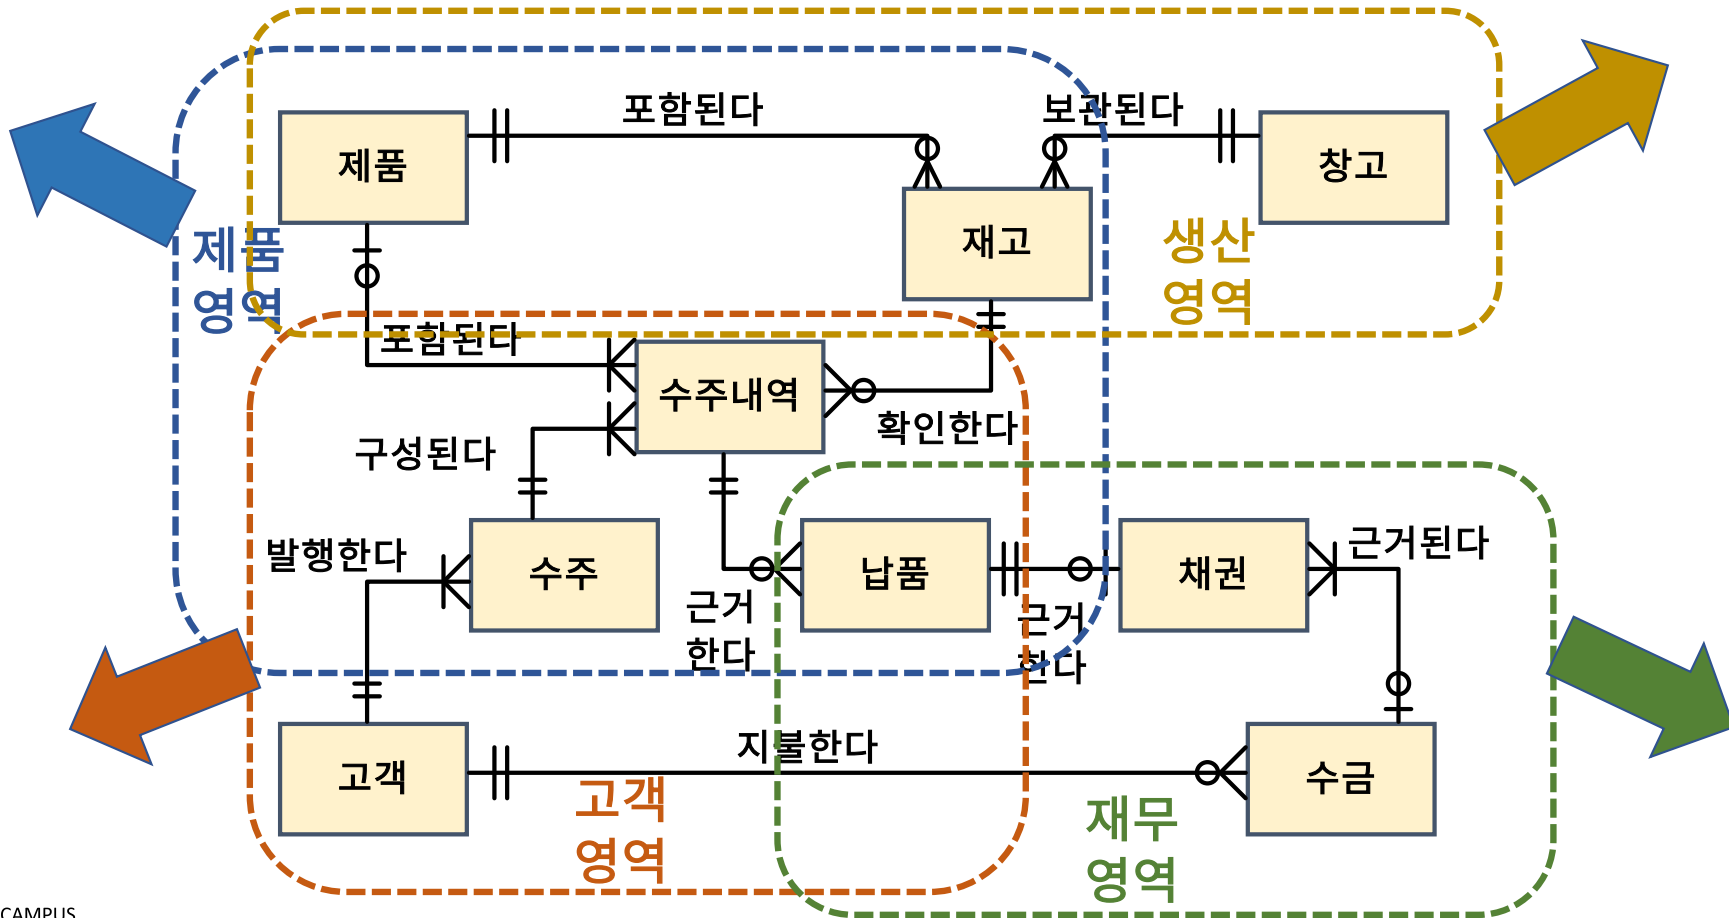 포함된다
보관된다
제품
창고
재고
제품
영역
생산
영역
포함된다
수주내역
확인한다
구성된다
발행한다
수주
납품
채권
근거된다
근거
한다
근거
한다
지불한다
고객
수금
고객
영역
재무
영역
CAMPUS